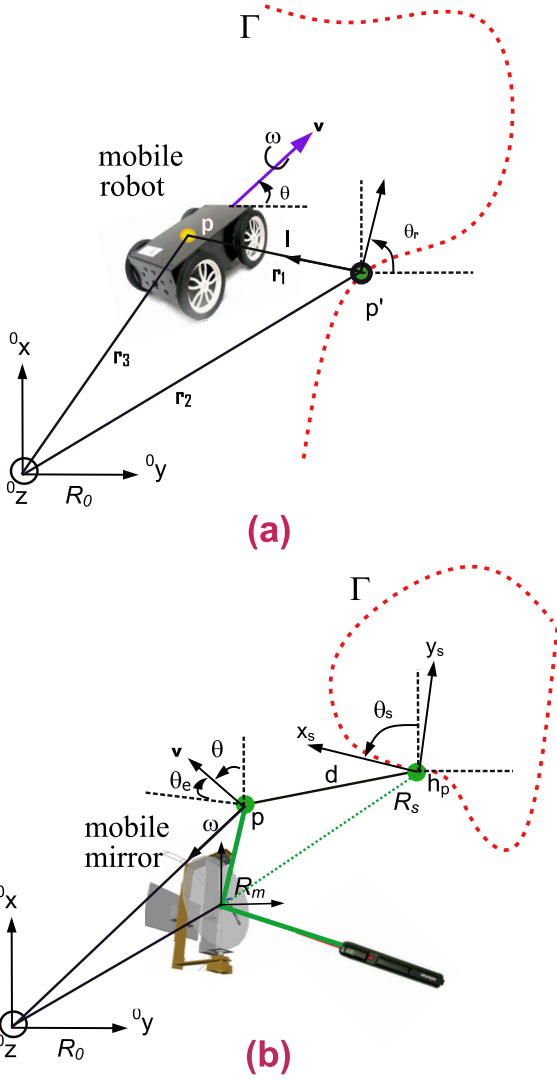 Γ
v
ω
mobile
robot
θ
p
l
θr
r1
p'
0x
r3
r2
0z
R0
0y
(a)
Γ
ys
θs
xs
v
θ
θe
d
hp
Rs
p
mobile
mirror
ω
Rm
0x
0z
R0
0y
(b)